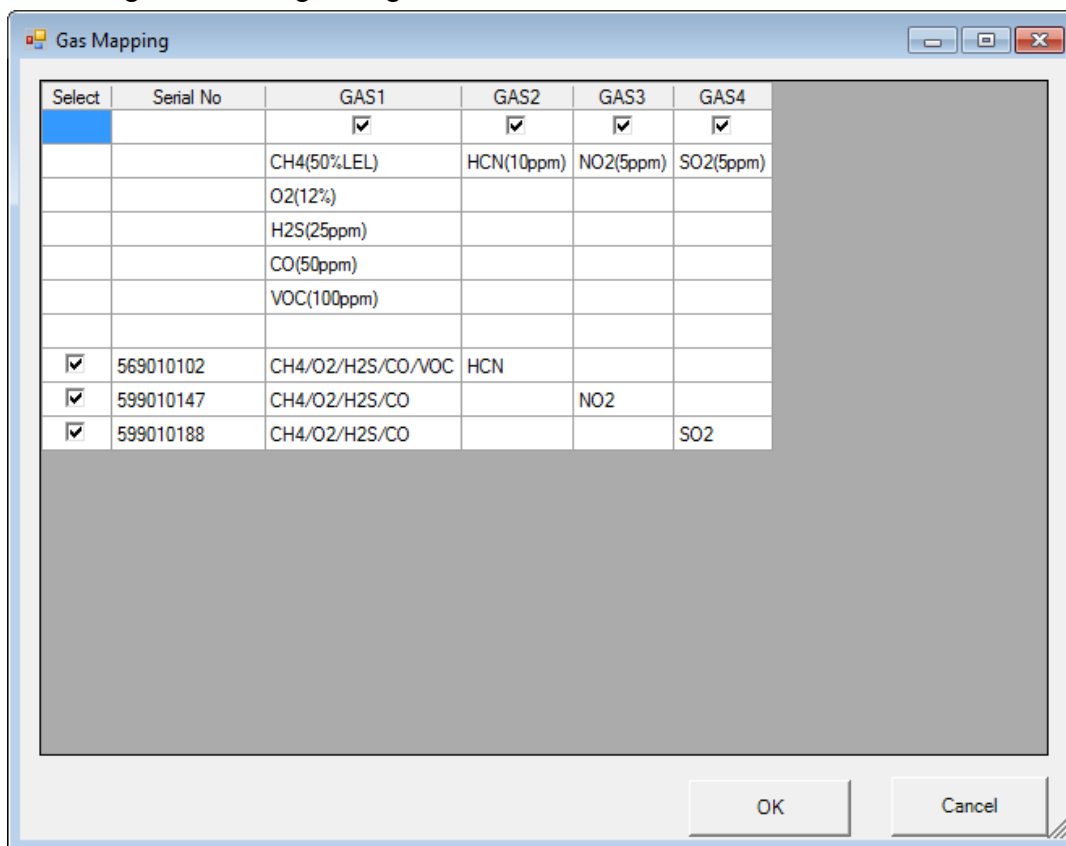 Gas Mapping
Select Serial No GAS1 GAS2 GAS3 GAS4
CH4(50%LEL) HCN(10ppm) NO2(5ppm) SO2(5ppm)
O2(12%)
H2S(25ppm)
CO(50ppm)
VOC(100ppm)
569010102 CH4/O2/H2S/CO/VOC HCN
599010147 CH4/O2/H2S/CO NO2
599010188 CH4/O2/H2S/CO SO2
OK Cancel